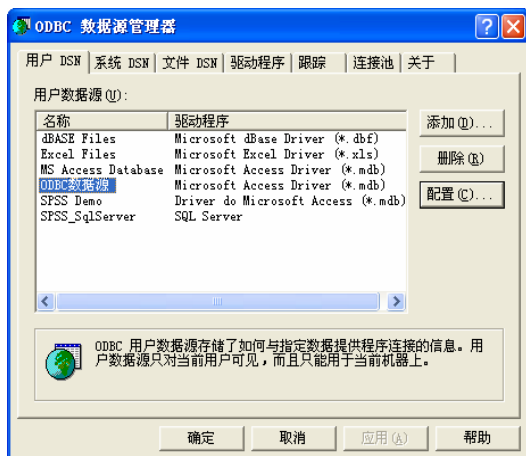 ODBC 数据源管理器
用户 DSN 系统 DSN 文件 DSN 驱动程序 跟踪 连接池 关于
用户数据源(U):
名称 驱动程序
dBASE Files Microsoft dBase Driver (*.dbf)
Excel Files Microsoft Excel Driver (*.xls)
MS Access Database Microsoft Access Driver (*.mdb)
ODBC数据源 Microsoft Access Driver (*.mdb)
SPSS Demo Driver do Microsoft Access (*.mdb)
SPSS_SqlServer SQL Server
添加(D)...
删除(R)
配置(C)...
ODBC 用户数据源存储了如何与指定数据提供程序连接的信息。用
户数据源只对当前用户可见，而且只能用于当前机器上。
确定 取消 应用(A) 帮助